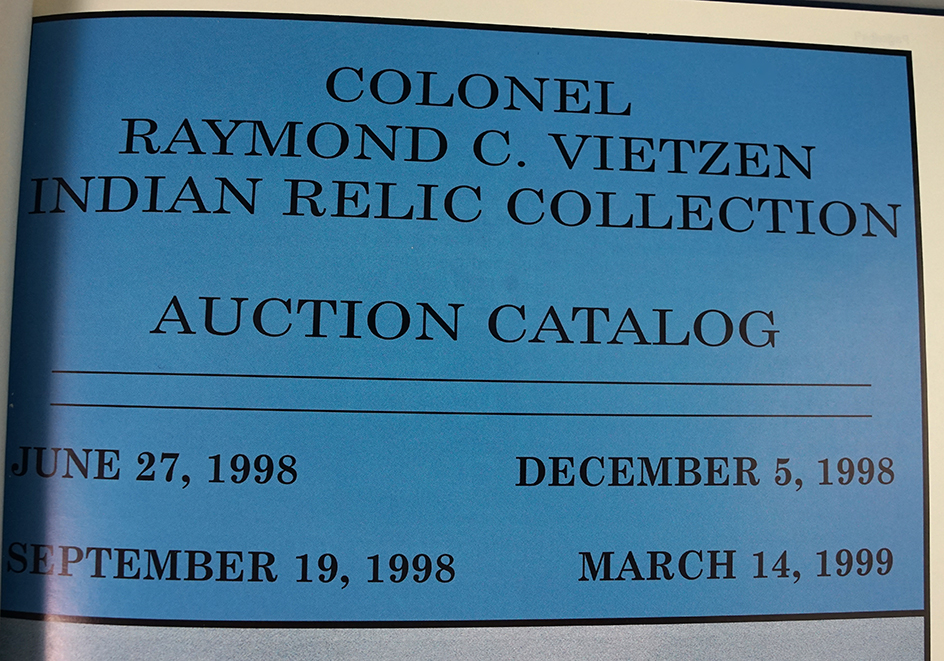 COLONEL
RAYMOND C. VIETZEN
INDIAN RELIC COLLECTION
AUCTION CATALOG
JUNE 27, 1998 DECEMBER 5, 1998
SEPTEMBER 19, 1998 MARCH 14, 1999